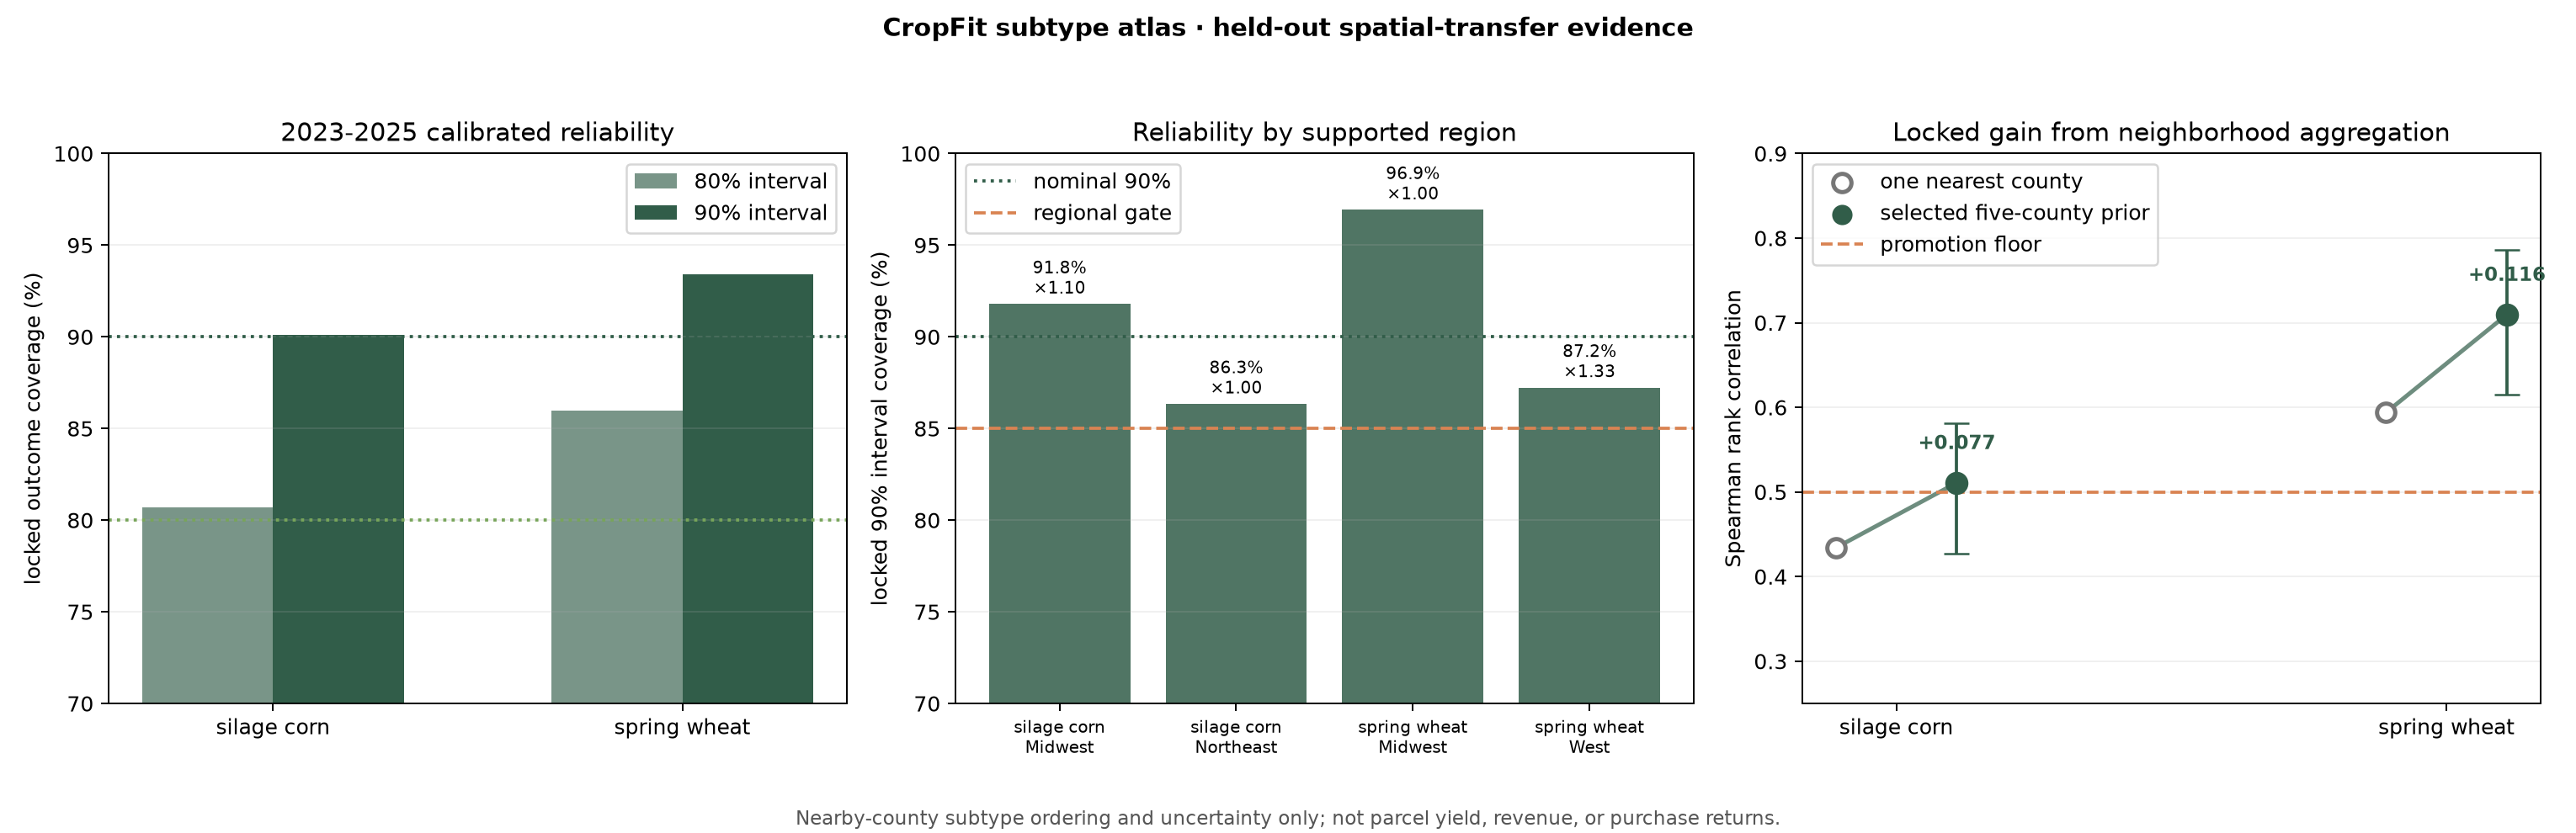 CropFit subtype atlas · held-out spatial-transfer evidence
2023-2025 calibrated reliability
locked outcome coverage (%)
100
95
90
85
80
75
70
80% interval
90% interval
silage corn
spring wheat
Reliability by supported region
locked 90% interval coverage (%)
100
95
90
85
80
75
70
nominal 90%
regional gate
91.8%
×1.10
86.3%
×1.00
96.9%
×1.00
87.2%
×1.33
silage corn
Midwest
silage corn
Northeast
spring wheat
Midwest
spring wheat
West
Locked gain from neighborhood aggregation
Spearman rank correlation
0.9
0.8
0.7
0.6
0.5
0.4
0.3
one nearest county
selected five-county prior
promotion floor
+0.077
+0.116
silage corn
spring wheat
Nearby-county subtype ordering and uncertainty only; not parcel yield, revenue, or purchase returns.